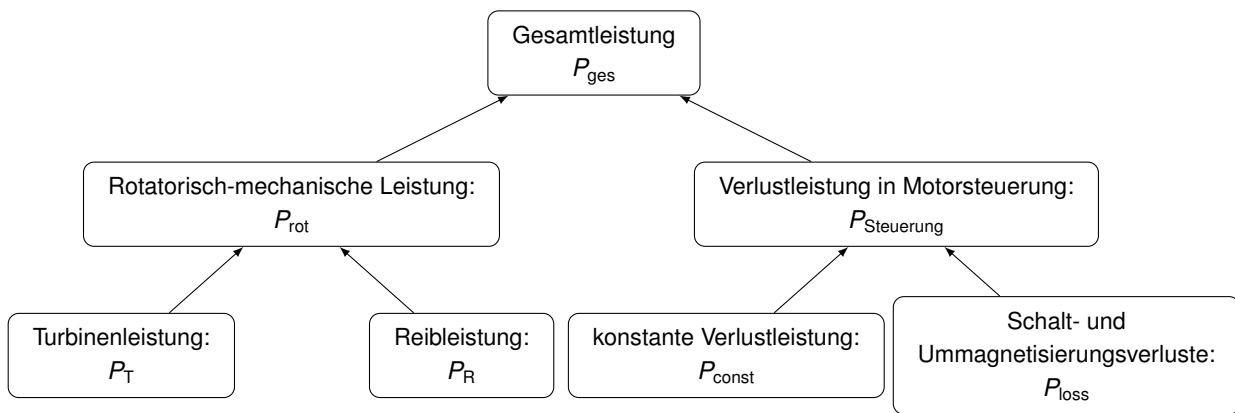 Gesamtleistung
P_ges
Rotatorisch-mechanische Leistung:
P_rot
Verlustleistung in Motorsteuerung:
P_Steuerung
Turbinenleistung:
P_T
Reibleistung:
P_R
konstante Verlustleistung:
P_const
Schalt- und
Ummagnetisierungsverluste:
P_loss